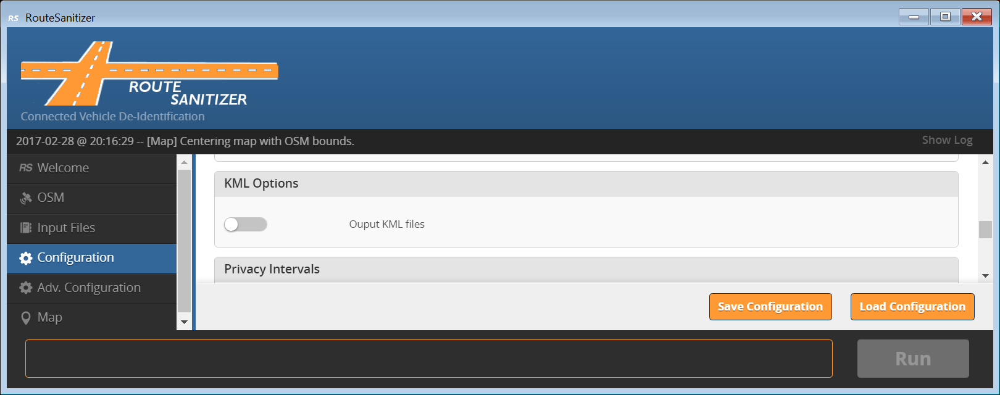 RS RouteSanitizer
ROUTE
SANITIZER
Connected Vehicle De-Identification
2017-02-28 @ 20:16:29 -- [Map] Centering map with OSM bounds.
Show Log
RS Welcome
OSM
Input Files
Configuration
Adv. Configuration
Map
KML Options
Ouput KML files
Privacy Intervals
Save Configuration
Load Configuration
Run